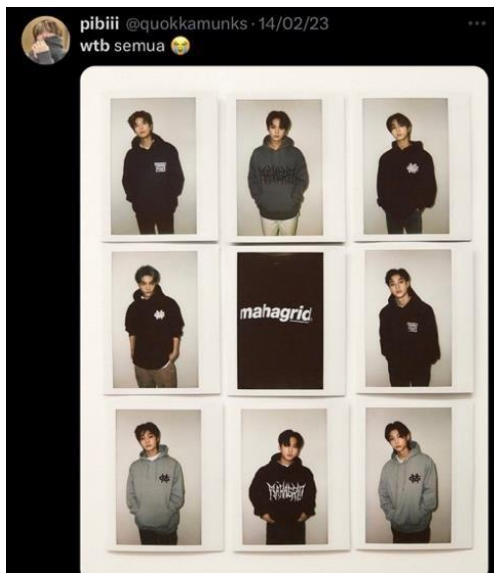 pibiii @quokkamunks · 14/02/23 ...
wtb semua 😭
mahagrid